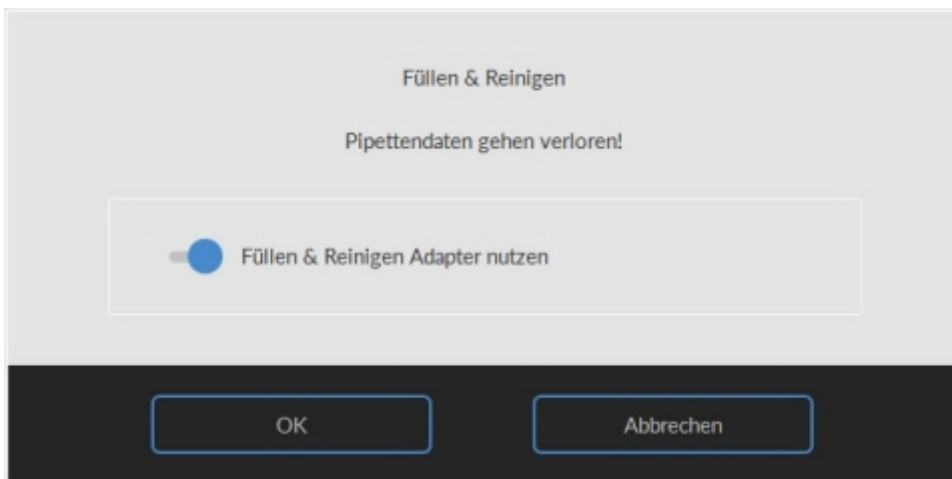 Füllen & Reinigen
Pipettendaten gehen verloren!
Füllen & Reinigen Adapter nutzen
OK
Abbrechen